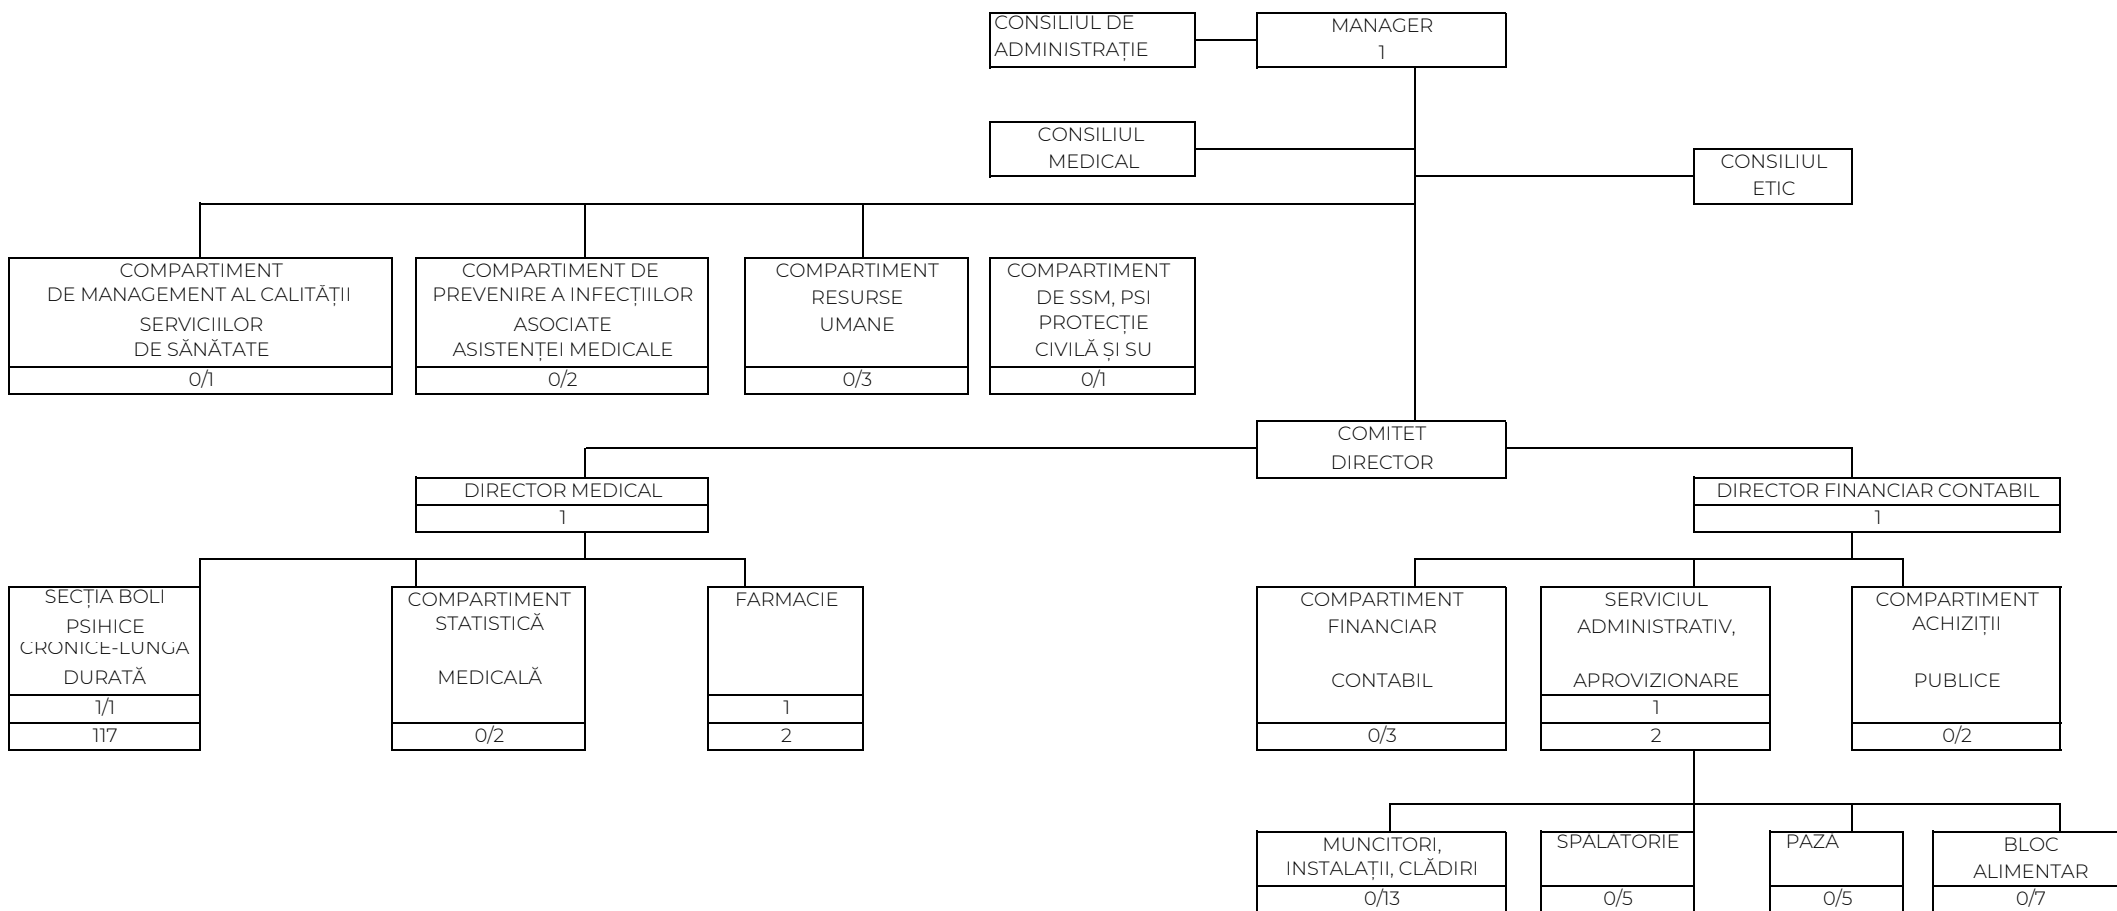 CONSILIUL DE
ADMINISTRAȚIE
MANAGER
1
CONSILIUL
MEDICAL
CONSILIUL
ETIC
COMPARTIMENT
DE MANAGEMENT AL CALITĂȚII
SERVICIILOR
DE SĂNĂTATE
0/1
COMPARTIMENT DE
PREVENIRE A INFECȚIILOR
ASOCIATE
ASISTENȚEI MEDICALE
0/2
COMPARTIMENT
RESURSE
UMANE
0/3
COMPARTIMENT
DE SSM, PSI
PROTECȚIE
CIVILĂ ȘI SU
0/1
COMITET
DIRECTOR
DIRECTOR MEDICAL
1
DIRECTOR FINANCIAR CONTABIL
1
SECȚIA BOLI
PSIHICE
CRONICE-LUNGA
DURATĂ
1/1
117
COMPARTIMENT
STATISTICĂ
MEDICALĂ
0/2
FARMACIE
1
2
COMPARTIMENT
FINANCIAR
CONTABIL
0/3
SERVICIUL
ADMINISTRATIV,
APROVIZIONARE
1
2
COMPARTIMENT
ACHIZIȚII
PUBLICE
0/2
MUNCITORI,
INSTALAȚII, CLĂDIRI
0/13
SPĂLĂTORIE
0/5
PAZĂ
0/5
BLOC
ALIMENTAR
0/7